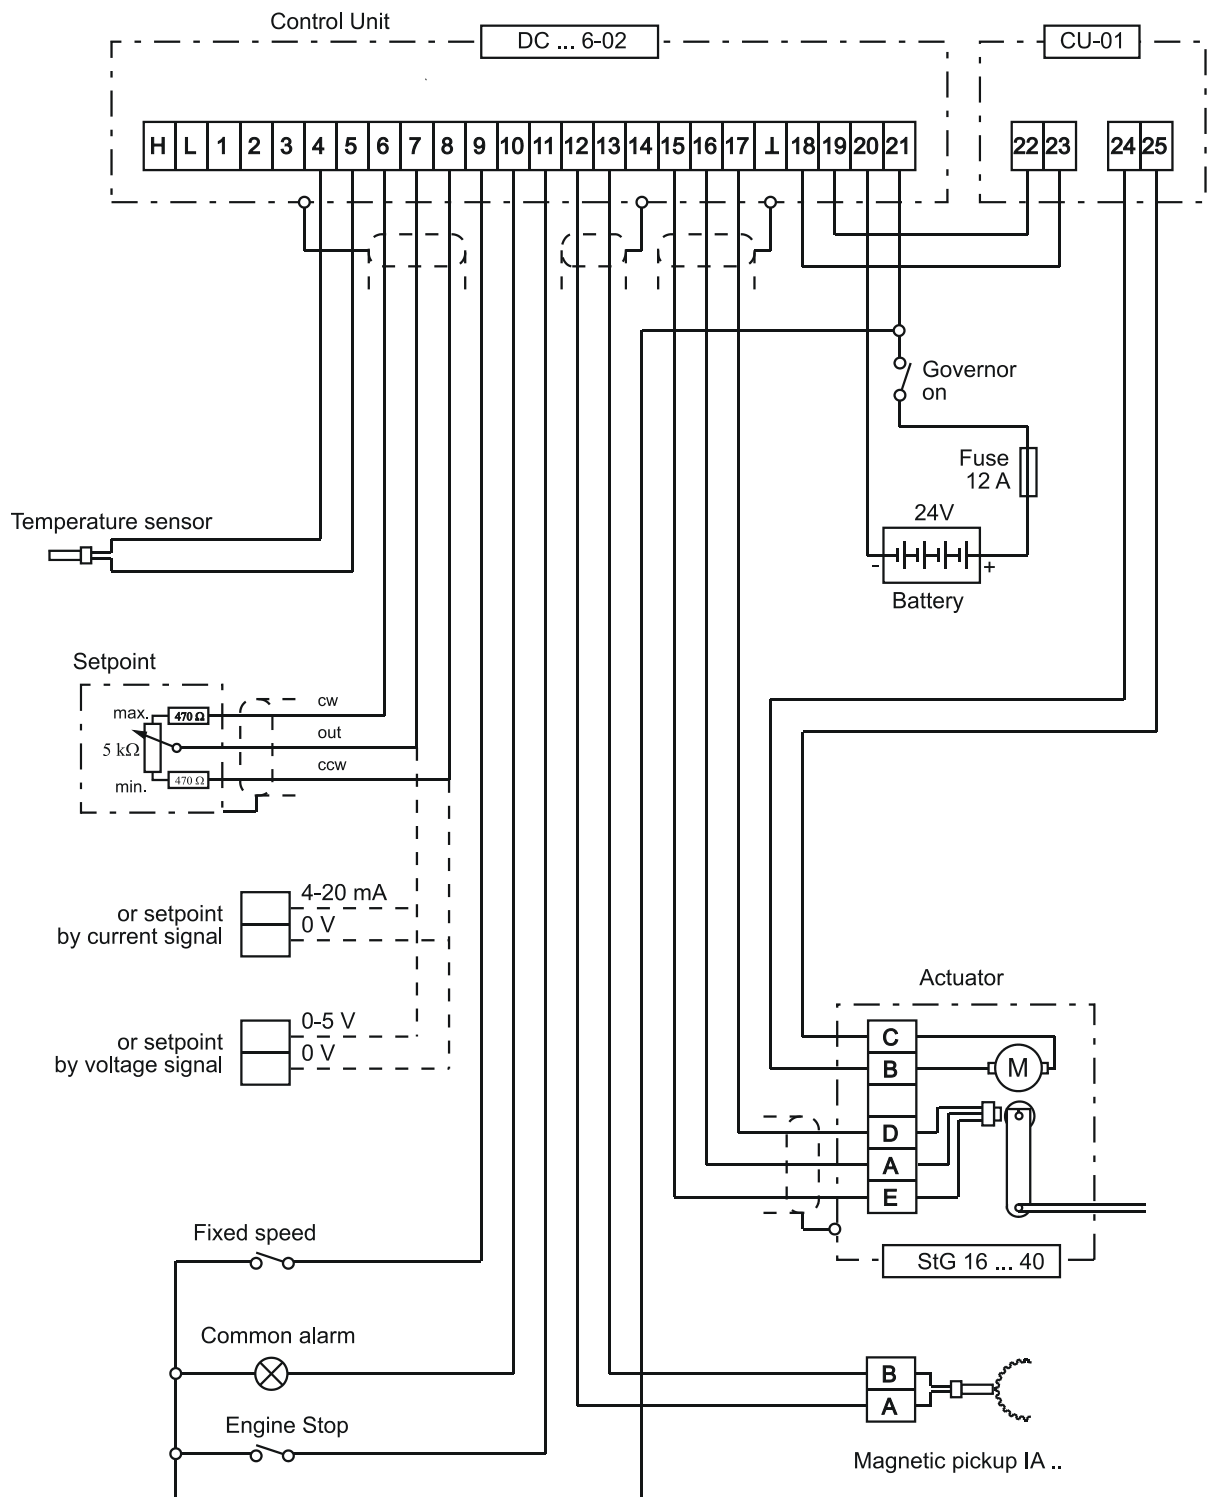 Control Unit
DC ... 6-02
CU-01
H L 1 2 3 4 5 6 7 8 9 10 11 12 13 14 15 16 17 ⊥ 18 19 20 21
22 23 24 25
Governor
on
Fuse
12 A
24V
- +
Battery
Temperature sensor
Setpoint
max. 470 Ω cw
5 kΩ out
min. 470 Ω ccw
or setpoint
by current signal
4-20 mA
0 V
or setpoint
by voltage signal
0-5 V
0 V
Actuator
C
B
M
D
A
E
StG 16 ... 40
Fixed speed
Common alarm
Engine Stop
B
A
Magnetic pickup IA ..